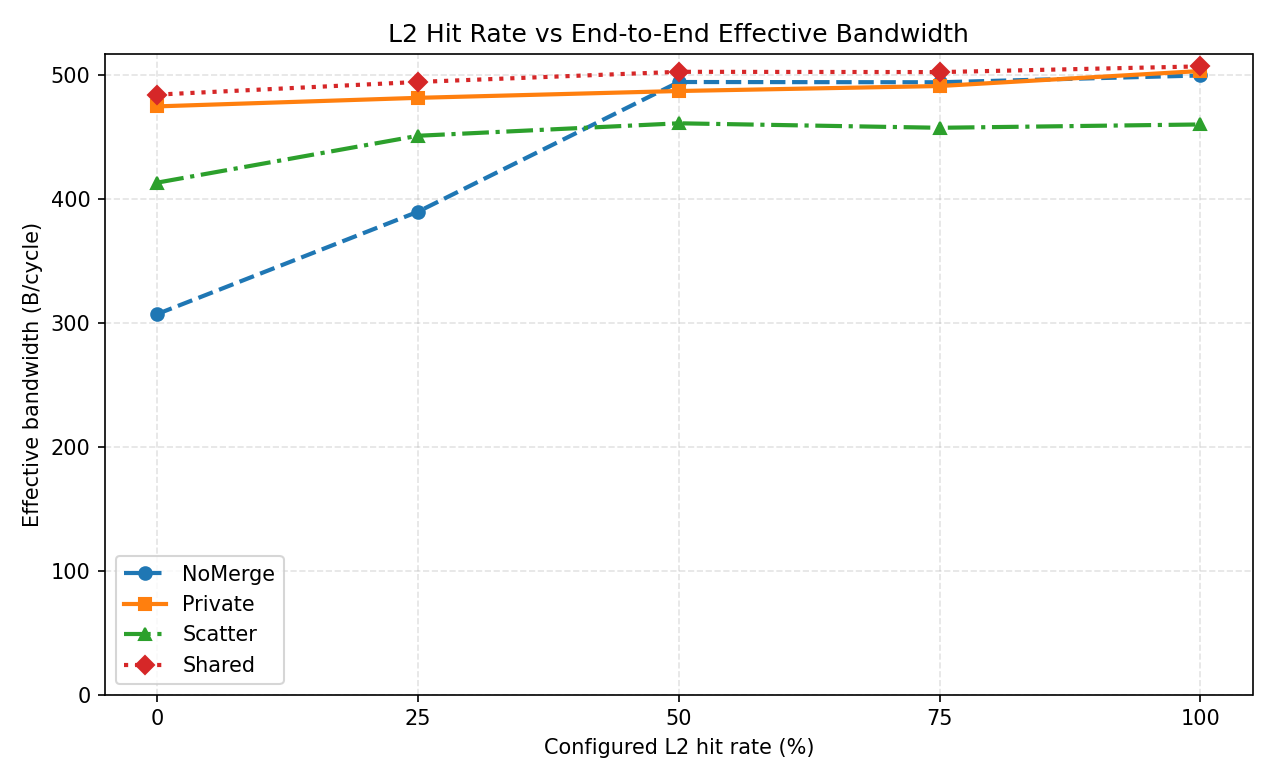 L2 Hit Rate vs End-to-End Effective Bandwidth
Effective bandwidth (B/cycle)
500
400
300
200
100
0
NoMerge
Private
Scatter
Shared
0 25 50 75 100
Configured L2 hit rate (%)